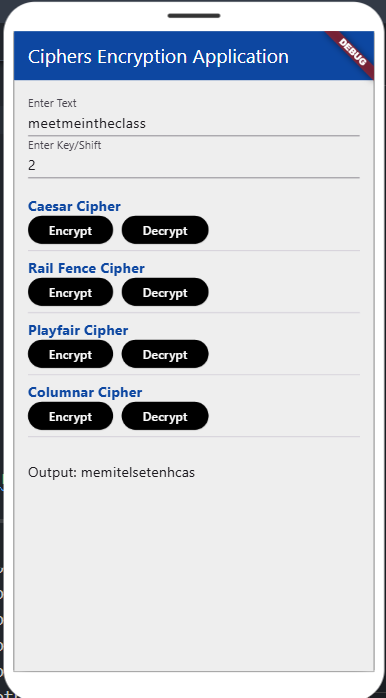 Ciphers Encryption Application
DEBUG
Enter Text
meetmeintheclass
Enter Key/Shift
2
Caesar Cipher
Encrypt Decrypt
Rail Fence Cipher
Encrypt Decrypt
Playfair Cipher
Encrypt Decrypt
Columnar Cipher
Encrypt Decrypt
Output: memitelsetenhcas